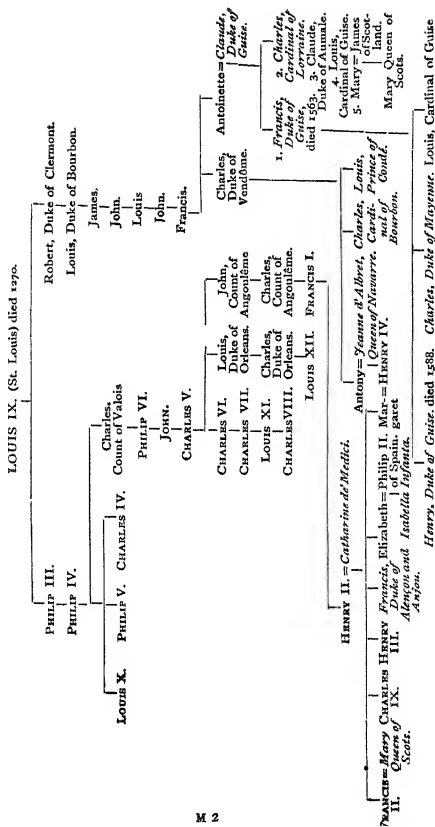 LOUIS IX. (St. Louis) died 1270.
PHILIP III.
Robert, Duke of Clermont.
PHILIP IV.
Louis, Duke of Bourbon.
LOUIS X. PHILIP V. CHARLES IV.
Charles,
Count of Valois
James.
PHILIP VI.
John.
JOHN.
Louis
CHARLES V.
John.
Francis.
CHARLES VI.
Louis,
Duke of
Orleans.
John,
Count of
Angoulême
Charles,
Duke of
Vendôme.
Antoinette=Claude,
Duke of
Guise.
CHARLES VII.
LOUIS XI.
Charles,
Duke of
Orleans.
Charles,
Count of
Angoulême.
CHARLES VIII.
LOUIS XII.
FRANCIS I.
1. Francis,
Duke of
Guise,
died 1563.
2. Charles,
Cardinal of
Lorraine.
3. Claude,
Duke of Aumale.
4. Louis,
Cardinal of Guise.
5. Mary=James
of Scot-
land.
Mary Queen of
Scots.
HENRY II.=Catharine de' Medici.
Antony=Jeanne d'Albret,
Queen of Navarre.
Charles,
Cardi-
nal of
Bourbon.
Louis,
Prince of
Condé.
FRANCIS=Mary
II. Queen of
Scots.
CHARLES
IX.
HENRY
III.
Francis,
Duke of
Alençon and
Anjou.
Elizabeth=Philip II.
of Spain.
Isabella Infanta.
Mar-=HENRY IV.
garet
Henry, Duke of Guise. died 1588. Charles, Duke of Mayenne. Louis, Cardinal of Guise
M 2